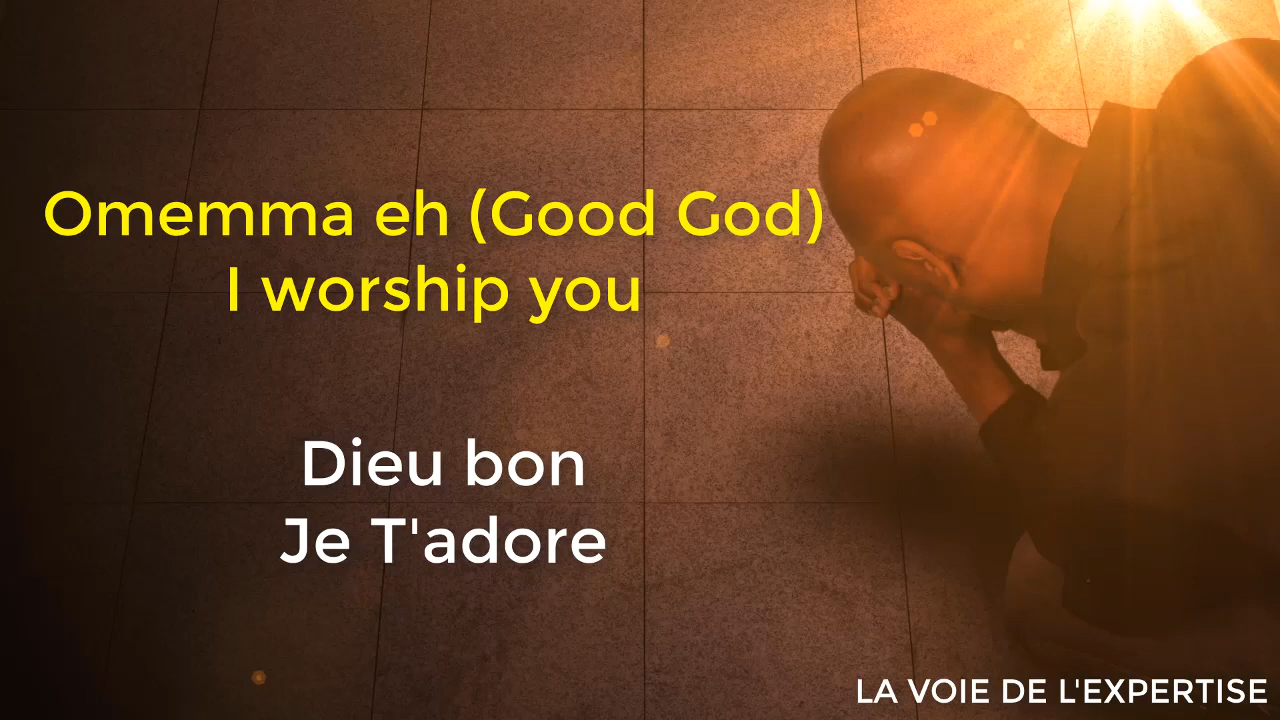 Omemma eh (Good God)
I worship you
Dieu bon
Je T'adore
LA VOIE DE L'EXPERTISE